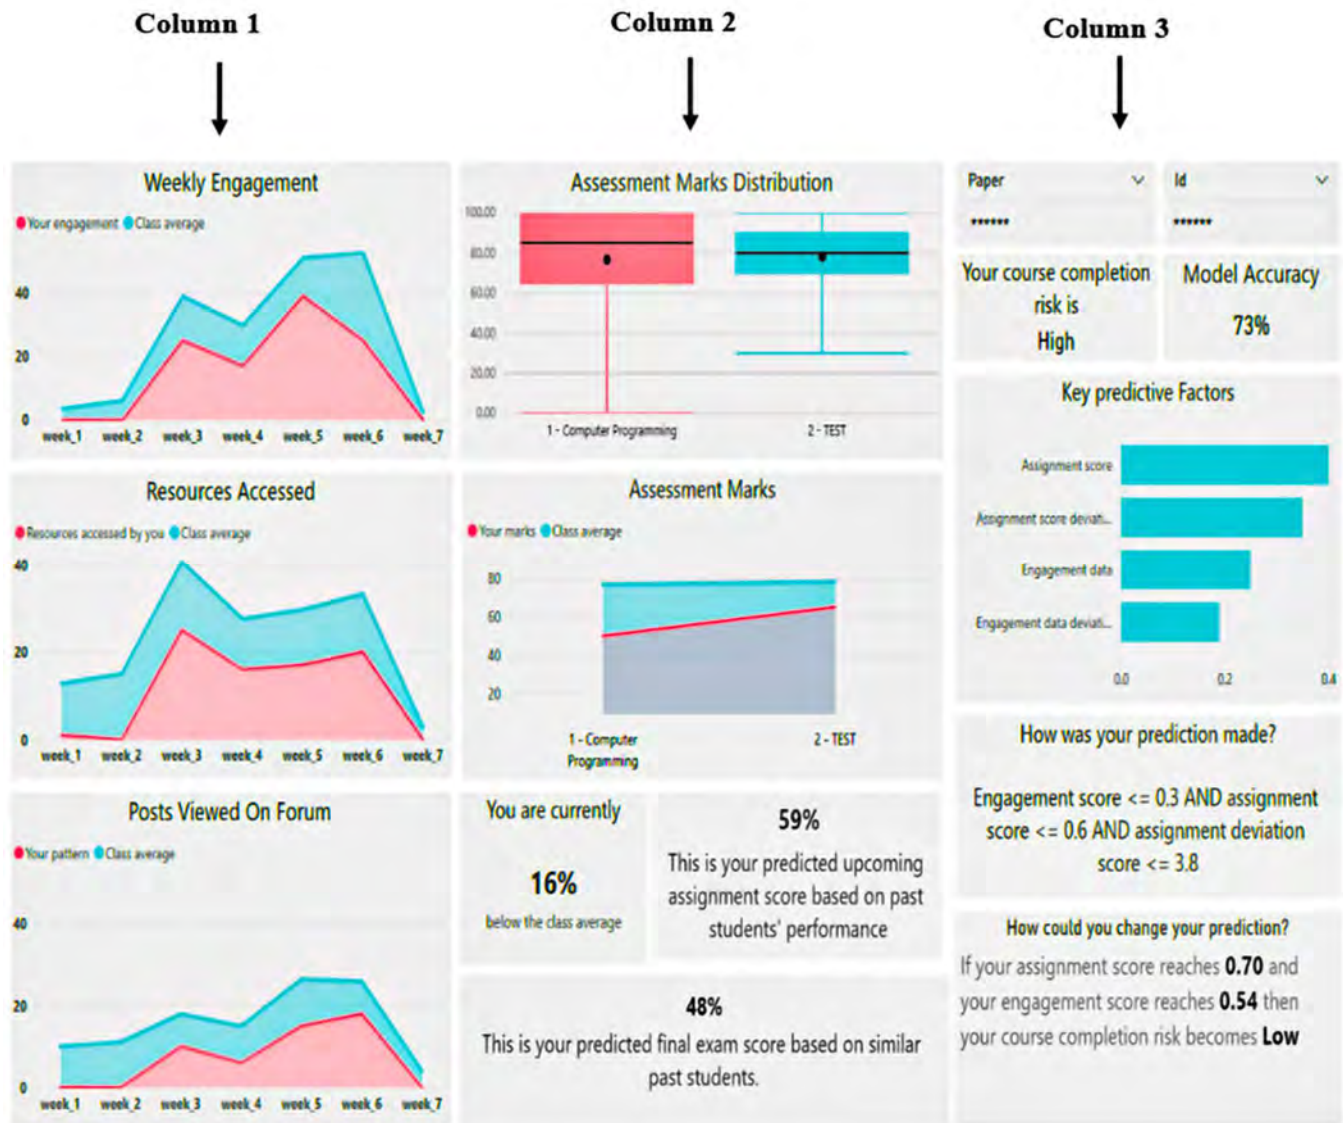 Column 1
Column 2
Column 3
Weekly Engagement
Your engagement Class average
40
20
0
week_1 week_2 week_3 week_4 week_5 week_6 week_7
Resources Accessed
Resources accessed by you Class average
40
20
0
week_1 week_2 week_3 week_4 week_5 week_6 week_7
Posts Viewed On Forum
Your pattern Class average
40
20
0
week_1 week_2 week_3 week_4 week_5 week_6 week_7
Assessment Marks Distribution
100.00
80.00
60.00
40.00
20.00
0.00
1 - Computer Programming 2 - TEST
Assessment Marks
Your marks Class average
80
60
40
20
1 - Computer
Programming
2 - TEST
You are currently
16%
below the class average
59%
This is your predicted upcoming
assignment score based on past
students' performance
48%
This is your predicted final exam score based on similar
past students.
Paper
******
Id
******
Your course completion
risk is
High
Model Accuracy
73%
Key predictive Factors
Assignment score
Assignment score deviati...
Engagement data
Engagement data deviati...
0.0 0.2 0.4
How was your prediction made?
Engagement score <= 0.3 AND assignment
score <= 0.6 AND assignment deviation
score <= 3.8
How could you change your prediction?
If your assignment score reaches 0.70 and
your engagement score reaches 0.54 then
your course completion risk becomes Low